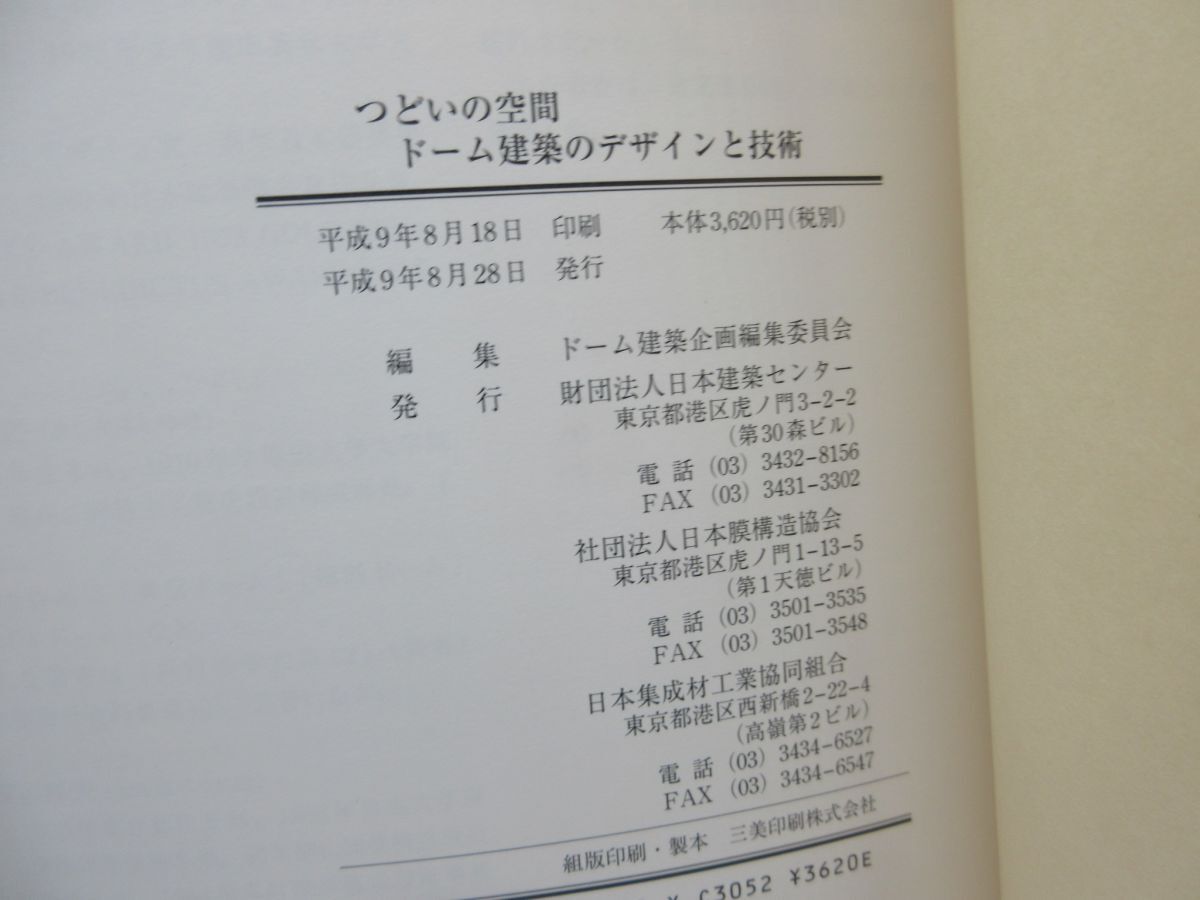 つどいの空間
ドーム建築のデザインと技術
平成9年8月18日 印刷 本体3,620円(税別)
平成9年8月28日 発行
編 集 ドーム建築企画編集委員会
発 行 財団法人日本建築センター
東京都港区虎ノ門3-2-2
(第30森ビル)
電 話 (03) 3432-8156
FAX (03) 3431-3302
社団法人日本膜構造協会
東京都港区虎ノ門1-13-5
(第1天徳ビル)
電 話 (03) 3501-3535
FAX (03) 3501-3548
日本集成材工業協同組合
東京都港区西新橋2-22-4
(高嶺第2ビル)
電 話 (03) 3434-6527
FAX (03) 3434-6547
組版印刷・製本 三美印刷株式会社
C3052 ¥3620E